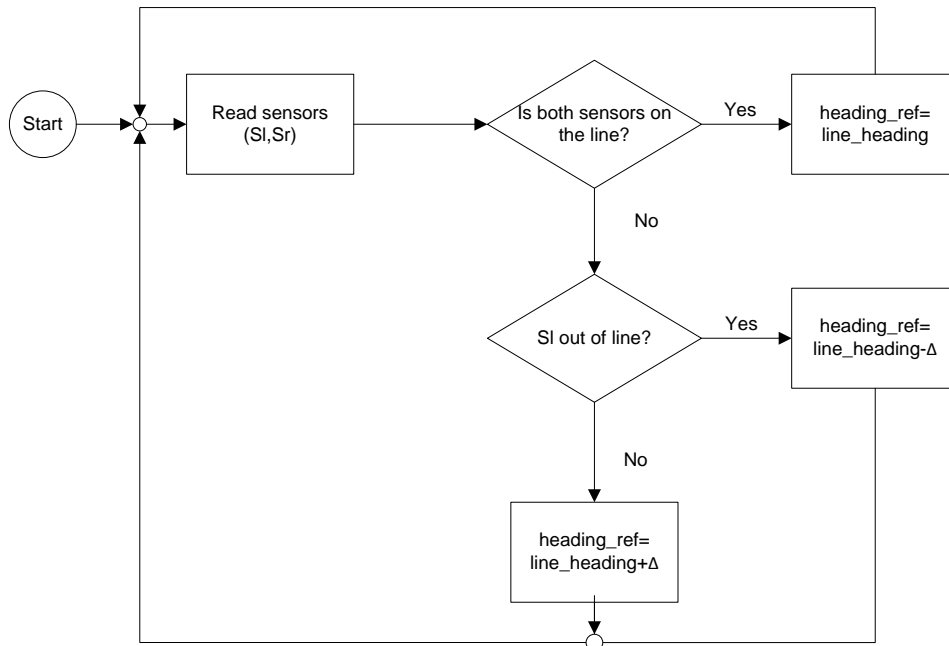 Start
Read sensors
(Sl,Sr)
Is both sensors on
the line?
Yes
heading_ref=
line_heading
No
Sl out of line?
Yes
heading_ref=
line_heading-Δ
No
heading_ref=
line_heading+Δ